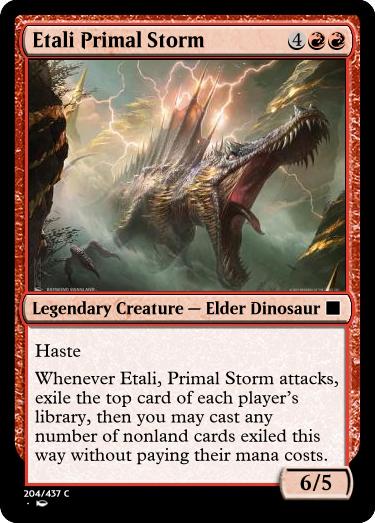 Etali Primal Storm 4
Legendary Creature — Elder Dinosaur
Haste
Whenever Etali, Primal Storm attacks,
exile the top card of each player's
library, then you may cast any
number of nonland cards exiled this
way without paying their mana costs.
6/5
204/437 C